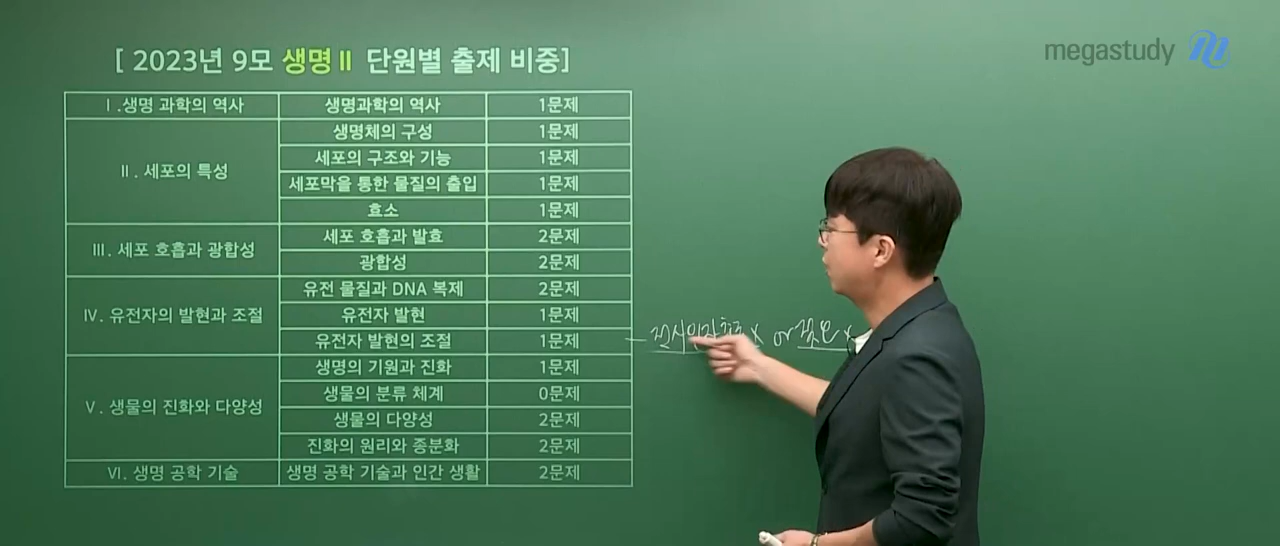 [ 2023년 9모 생명Ⅱ 단원별 출제 비중]
megastudy
Ⅰ.생명 과학의 역사 생명과학의 역사 1문제
Ⅱ. 세포의 특성 생명체의 구성 1문제
세포의 구조와 기능 1문제
세포막을 통한 물질의 출입 1문제
효소 1문제
Ⅲ. 세포 호흡과 광합성 세포 호흡과 발효 2문제
광합성 2문제
Ⅳ. 유전자의 발현과 조절 유전 물질과 DNA 복제 2문제
유전자 발현 1문제
유전자 발현의 조절 1문제
Ⅴ. 생물의 진화와 다양성 생명의 기원과 진화 1문제
생물의 분류 체계 0문제
생물의 다양성 2문제
진화의 원리와 종분화 2문제
Ⅵ. 생명 공학 기술 생명 공학 기술과 인간 생활 2문제
전사인자 x or x